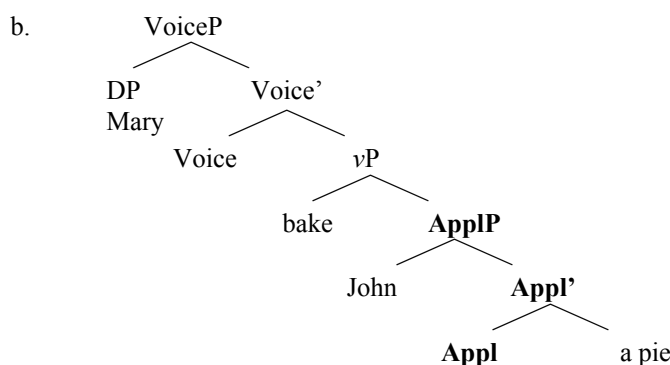 b. VoiceP
DP Voice’
Mary
Voice vP
bake ApplP
John Appl’
Appl a pie